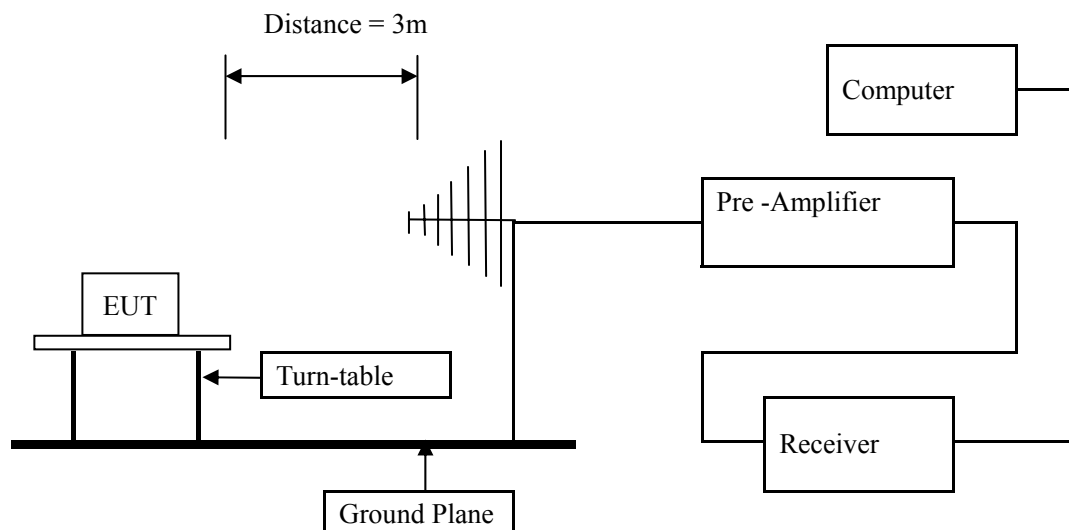 Distance = 3m
Computer
Pre -Amplifier
EUT
Turn-table
Receiver
Ground Plane